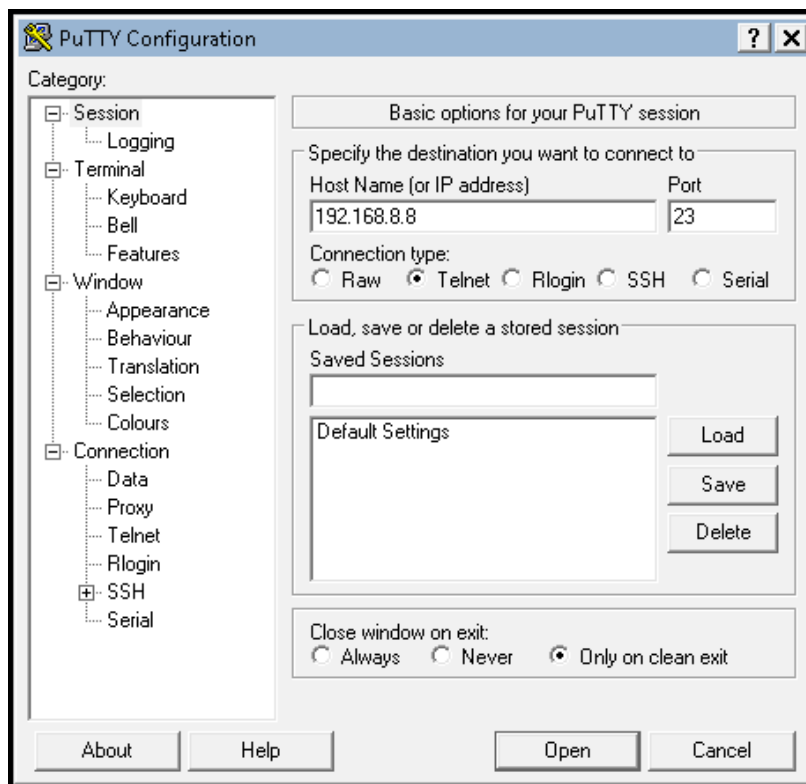 PuTTY Configuration
Category:
Session
Logging
Terminal
Keyboard
Bell
Features
Window
Appearance
Behaviour
Translation
Selection
Colours
Connection
Data
Proxy
Telnet
Rlogin
SSH
Serial
Basic options for your PuTTY session
Specify the destination you want to connect to
Host Name (or IP address) Port
192.168.8.8 23
Connection type:
Raw Telnet Rlogin SSH Serial
Load, save or delete a stored session
Saved Sessions
Default Settings
Load
Save
Delete
Close window on exit:
Always Never Only on clean exit
About Help Open Cancel